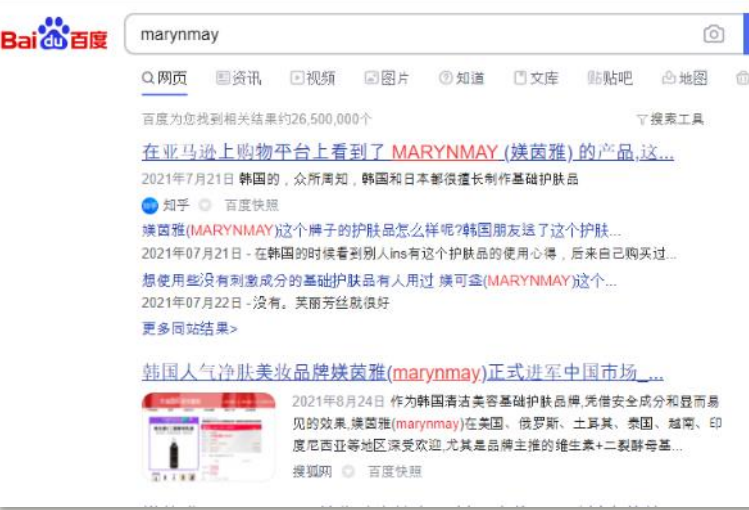 Bai du 百度
marynmay
网页 资讯 视频 图片 知道 文库 贴吧 地图
百度为您找到相关结果约26,500,000个 搜索工具
在亚马逊上购物平台上看到了 MARYNMAY (媄茵雅) 的产品,这...
2021年7月21日 韩国的，众所周知，韩国和日本都很擅长制作基础护肤品
知乎 百度快照
媄茵雅(MARYNMAY)这个牌子的护肤品怎么样呢?韩国朋友送了这个护肤...
2021年07月21日 - 在韩国的时候看到别人ins有这个护肤品的使用心得，后来自己购买过...
想使用些没有刺激成分的基础护肤品有人用过 媄可盈(MARYNMAY)这个...
2021年07月22日 - 没有。芙丽芳丝就很好
更多同站结果>
韩国人气净肤美妆品牌媄茵雅(marynmay)正式进军中国市场_...
2021年8月24日 作为韩国清洁美容基础护肤品牌,凭借安全成分和显而易
见的效果,媄茵雅(marynmay)在美国、俄罗斯、土耳其、泰国、越南、印
度尼西亚等地区深受欢迎,尤其是品牌主推的维生素+二裂酵母基...
搜狐网 百度快照